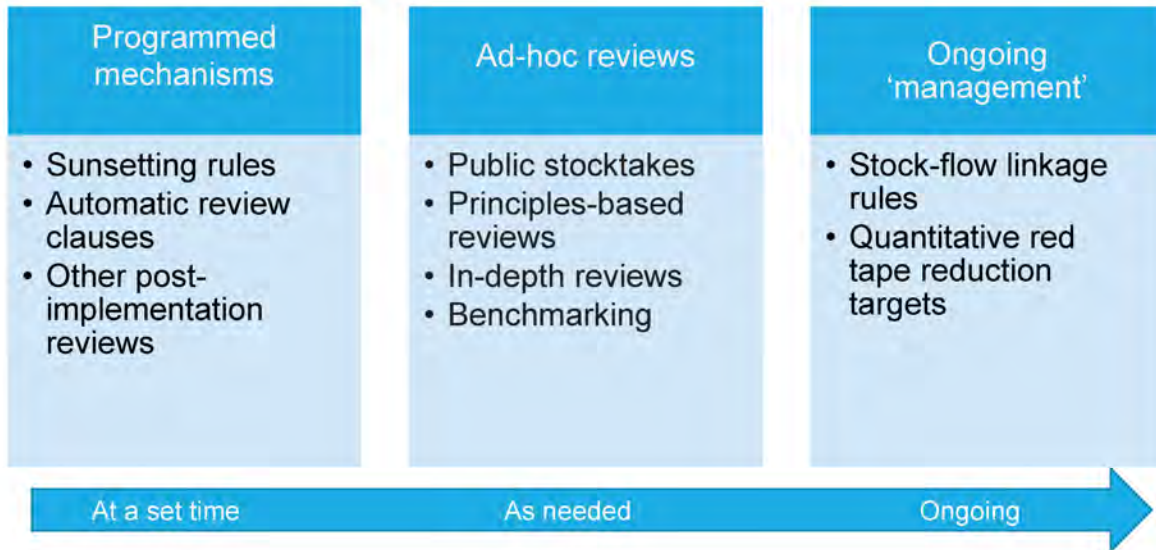 Programmed
mechanisms
• Sunsetting rules
• Automatic review
clauses
• Other post-
implementation
reviews
Ad-hoc reviews
• Public stocktakes
• Principles-based
reviews
• In-depth reviews
• Benchmarking
Ongoing
‘management’
• Stock-flow linkage
rules
• Quantitative red
tape reduction
targets
At a set time
As needed
Ongoing